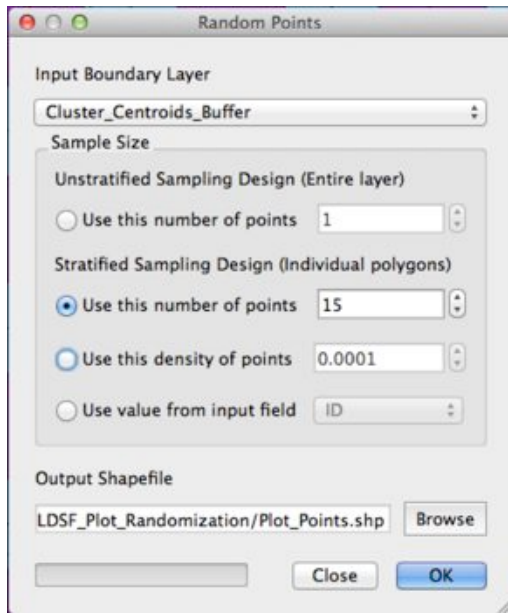 Random Points
Input Boundary Layer
Cluster_Centroids_Buffer
Sample Size
Unstratified Sampling Design (Entire layer)
Use this number of points 1
Stratified Sampling Design (Individual polygons)
Use this number of points 15
Use this density of points 0.0001
Use value from input field ID
Output Shapefile
LDSF_Plot_Randomization/Plot_Points.shp Browse
Close OK